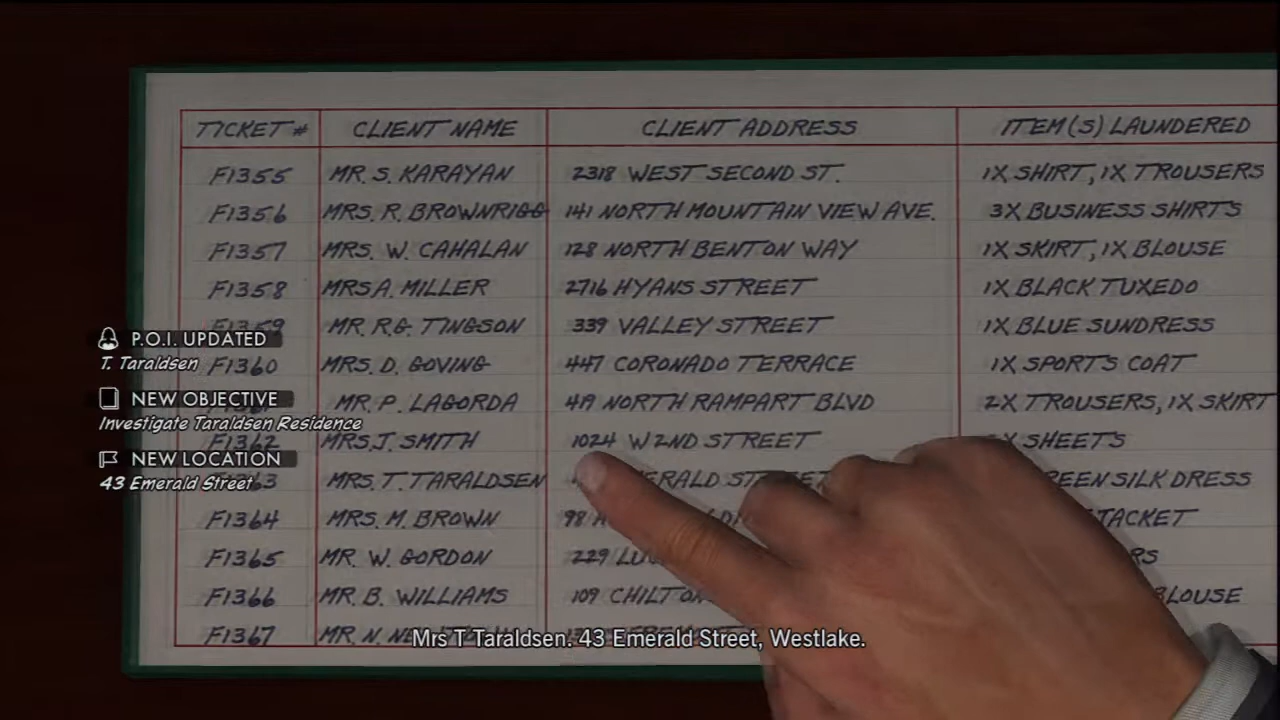 TICKET # CLIENT NAME CLIENT ADDRESS ITEM(S) LAUNDERED
F1355 MR. S. KARAYAN 2318 WEST SECOND ST. 1X SHIRT, 1X TROUSERS
F1356 MRS. R. BROWNRIGG 141 NORTH MOUNTAIN VIEW AVE. 3X BUSINESS SHIRTS
F1357 MRS. W. CAHALAN 128 NORTH BENTON WAY 1X SKIRT, 1X BLOUSE
F1358 MRS A. MILLER 2716 HYANS STREET 1X BLACK TUXEDO
F1359 MR. R.G. TINGSON 339 VALLEY STREET 1X BLUE SUNDRESS
P.O.I. UPDATED
T. Taraldsen
F1360 MRS. D. GOVING 447 CORONADO TERRACE 1X SPORTS COAT
NEW OBJECTIVE
MR. P. LAGORDA 419 NORTH RAMPART BLVD 2X TROUSERS, 1X SKIRT
Investigate Taraldsen Residence
F1362 MRS. J. SMITH 1024 W 2ND STREET SHEETS
NEW LOCATION
43 Emerald Street
MRS. T. TARALDSEN SILK DRESS
F1364 MRS. M. BROWN 98 JACKET
F1365 MR. W. GORDON 229
F1366 MR. B. WILLIAMS 109 BLOUSE
F1367 MR. N.
Mrs T Taraldsen. 43 Emerald Street, Westlake.